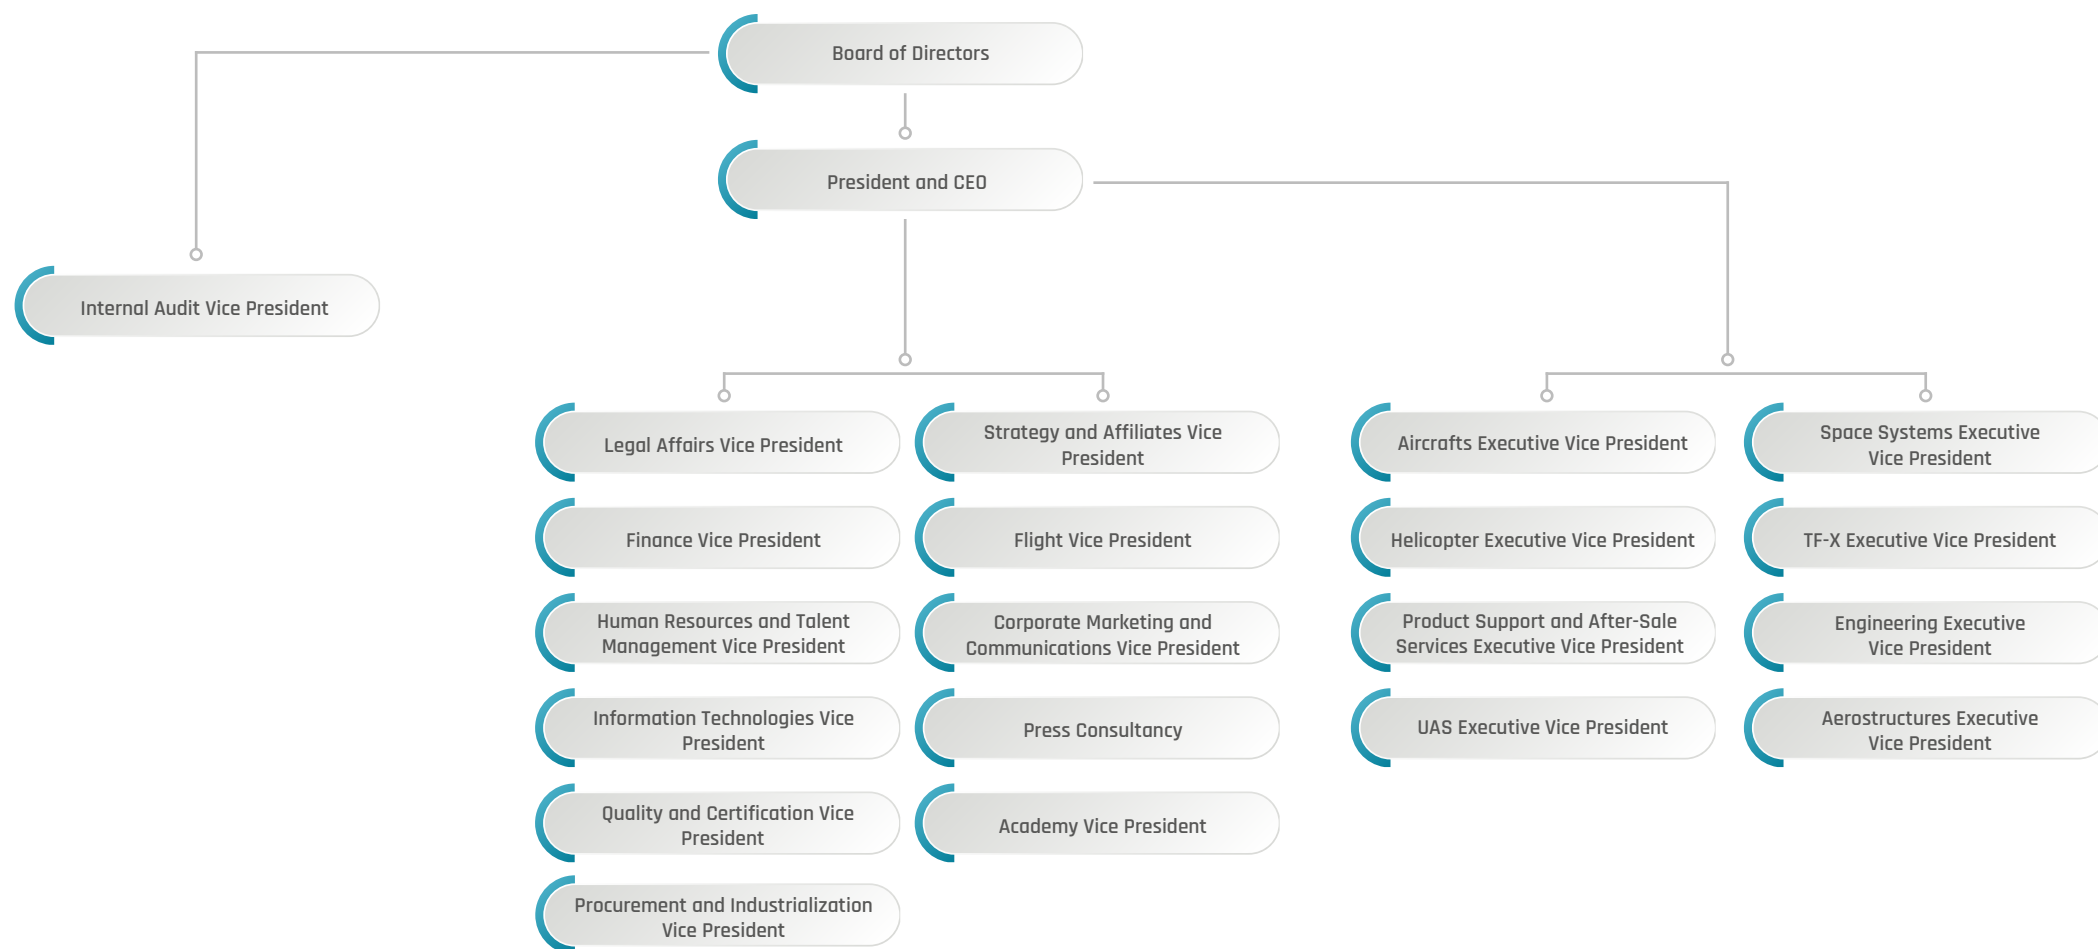 Board of Directors
President and CEO
Internal Audit Vice President
Legal Affairs Vice President
Finance Vice President
Human Resources and Talent
Management Vice President
Information Technologies Vice
President
Quality and Certification Vice
President
Procurement and Industrialization
Vice President
Strategy and Affiliates Vice
President
Flight Vice President
Corporate Marketing and
Communications Vice President
Press Consultancy
Academy Vice President
Aircrafts Executive Vice President
Helicopter Executive Vice President
Product Support and After-Sale
Services Executive Vice President
UAS Executive Vice President
Space Systems Executive
Vice President
TF-X Executive Vice President
Engineering Executive
Vice President
Aerostructures Executive
Vice President